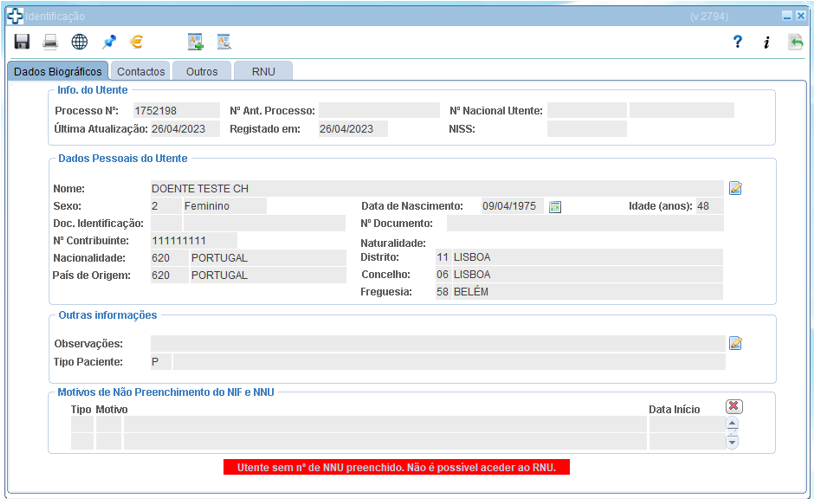 Identificação (v 2794)
? i
Dados Biográficos Contactos Outros RNU
Info. do Utente
Processo Nº: 1752198 Nº Ant. Processo: Nº Nacional Utente:
Última Atualização: 26/04/2023 Registado em: 26/04/2023 NISS:
Dados Pessoais do Utente
Nome: DOENTE TESTE CH
Sexo: 2 Feminino Data de Nascimento: 09/04/1975 Idade (anos): 48
Doc. Identificação: Nº Documento:
Nº Contribuinte: 111111111 Naturalidade:
Nacionalidade: 620 PORTUGAL Distrito: 11 LISBOA
País de Origem: 620 PORTUGAL Concelho: 06 LISBOA
Freguesia: 58 BELÉM
Outras informações
Observações:
Tipo Paciente: P
Motivos de Não Preenchimento do NIF e NNU
Tipo Motivo Data Início
Utente sem nº de NNU preenchido. Não é possivel aceder ao RNU.